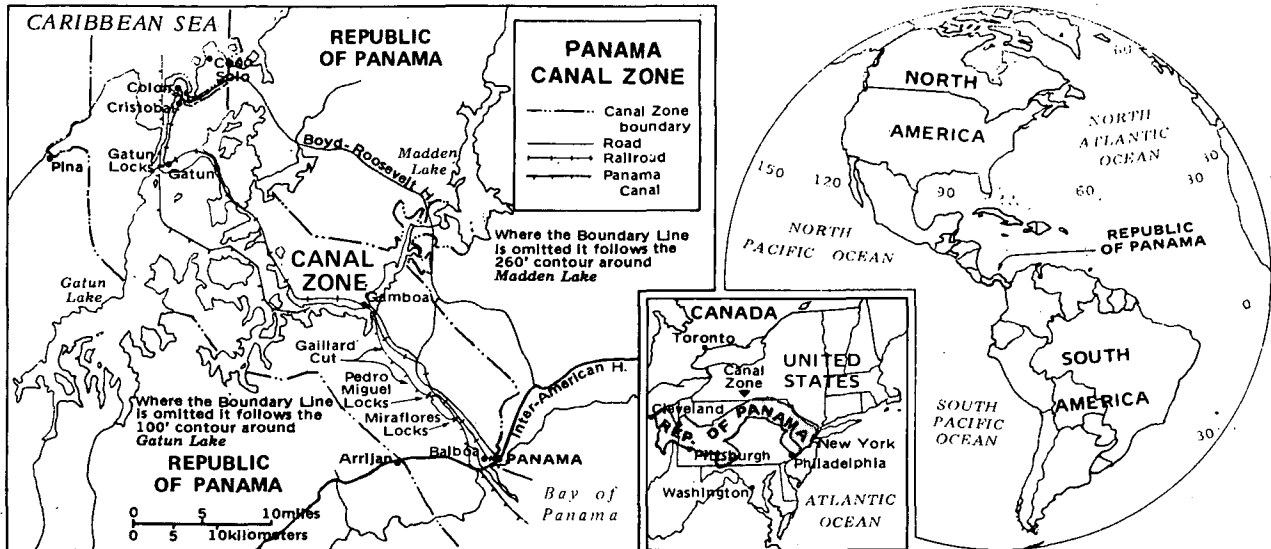 CARIBBEAN SEA
REPUBLIC
OF PANAMA
Coco
Solo
Colon
Cristobal
Pina
Gatun
Locks
Gatun
Boyd-Roosevelt H.
Madden
Lake
PANAMA
CANAL ZONE
Canal Zone
boundary
Road
Railroad
Panama
Canal
Where the Boundary Line
is omitted it follows the
260' contour around
Madden Lake
CANAL
ZONE
Gatun
Lake
Gamboa
Gaillard
Cut
Pedro
Miguel
Locks
Miraflores
Locks
Inter-American H.
Where the Boundary Line
is omitted it follows the
100' contour around
Gatun Lake
REPUBLIC
OF PANAMA
Arrijan
Balboa
PANAMA
Bay of
Panama
0 5 10miles
0 5 10kilometers
CANADA
Toronto
UNITED
STATES
Canal
Zone
Cleveland
REP. OF PANAMA
Pittsburgh
New York
Philadelphia
Washington
ATLANTIC
OCEAN
60
NORTH
AMERICA
NORTH
ATLANTIC
OCEAN
150 120 90 60 30
30
NORTH
PACIFIC OCEAN
REPUBLIC
OF PANAMA
0
SOUTH
AMERICA
SOUTH
PACIFIC
OCEAN
30